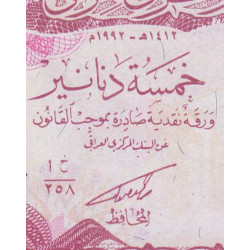 ١٤١٢هـ - ١٩٩٢م
خمسة دنانير
ورقة نقدية صادرة بموجب القانون
عن البنك المركزي العراقي
خ ١
٢٥٨
المحافظ